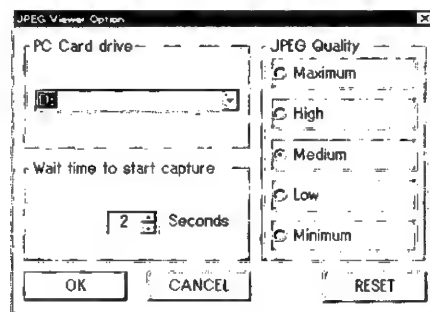 JPEG Viewer Option
PC Card drive
D:
Wait time to start capture
2 Seconds
JPEG Quality
Maximum
High
Medium
Low
Minimum
OK
CANCEL
RESET